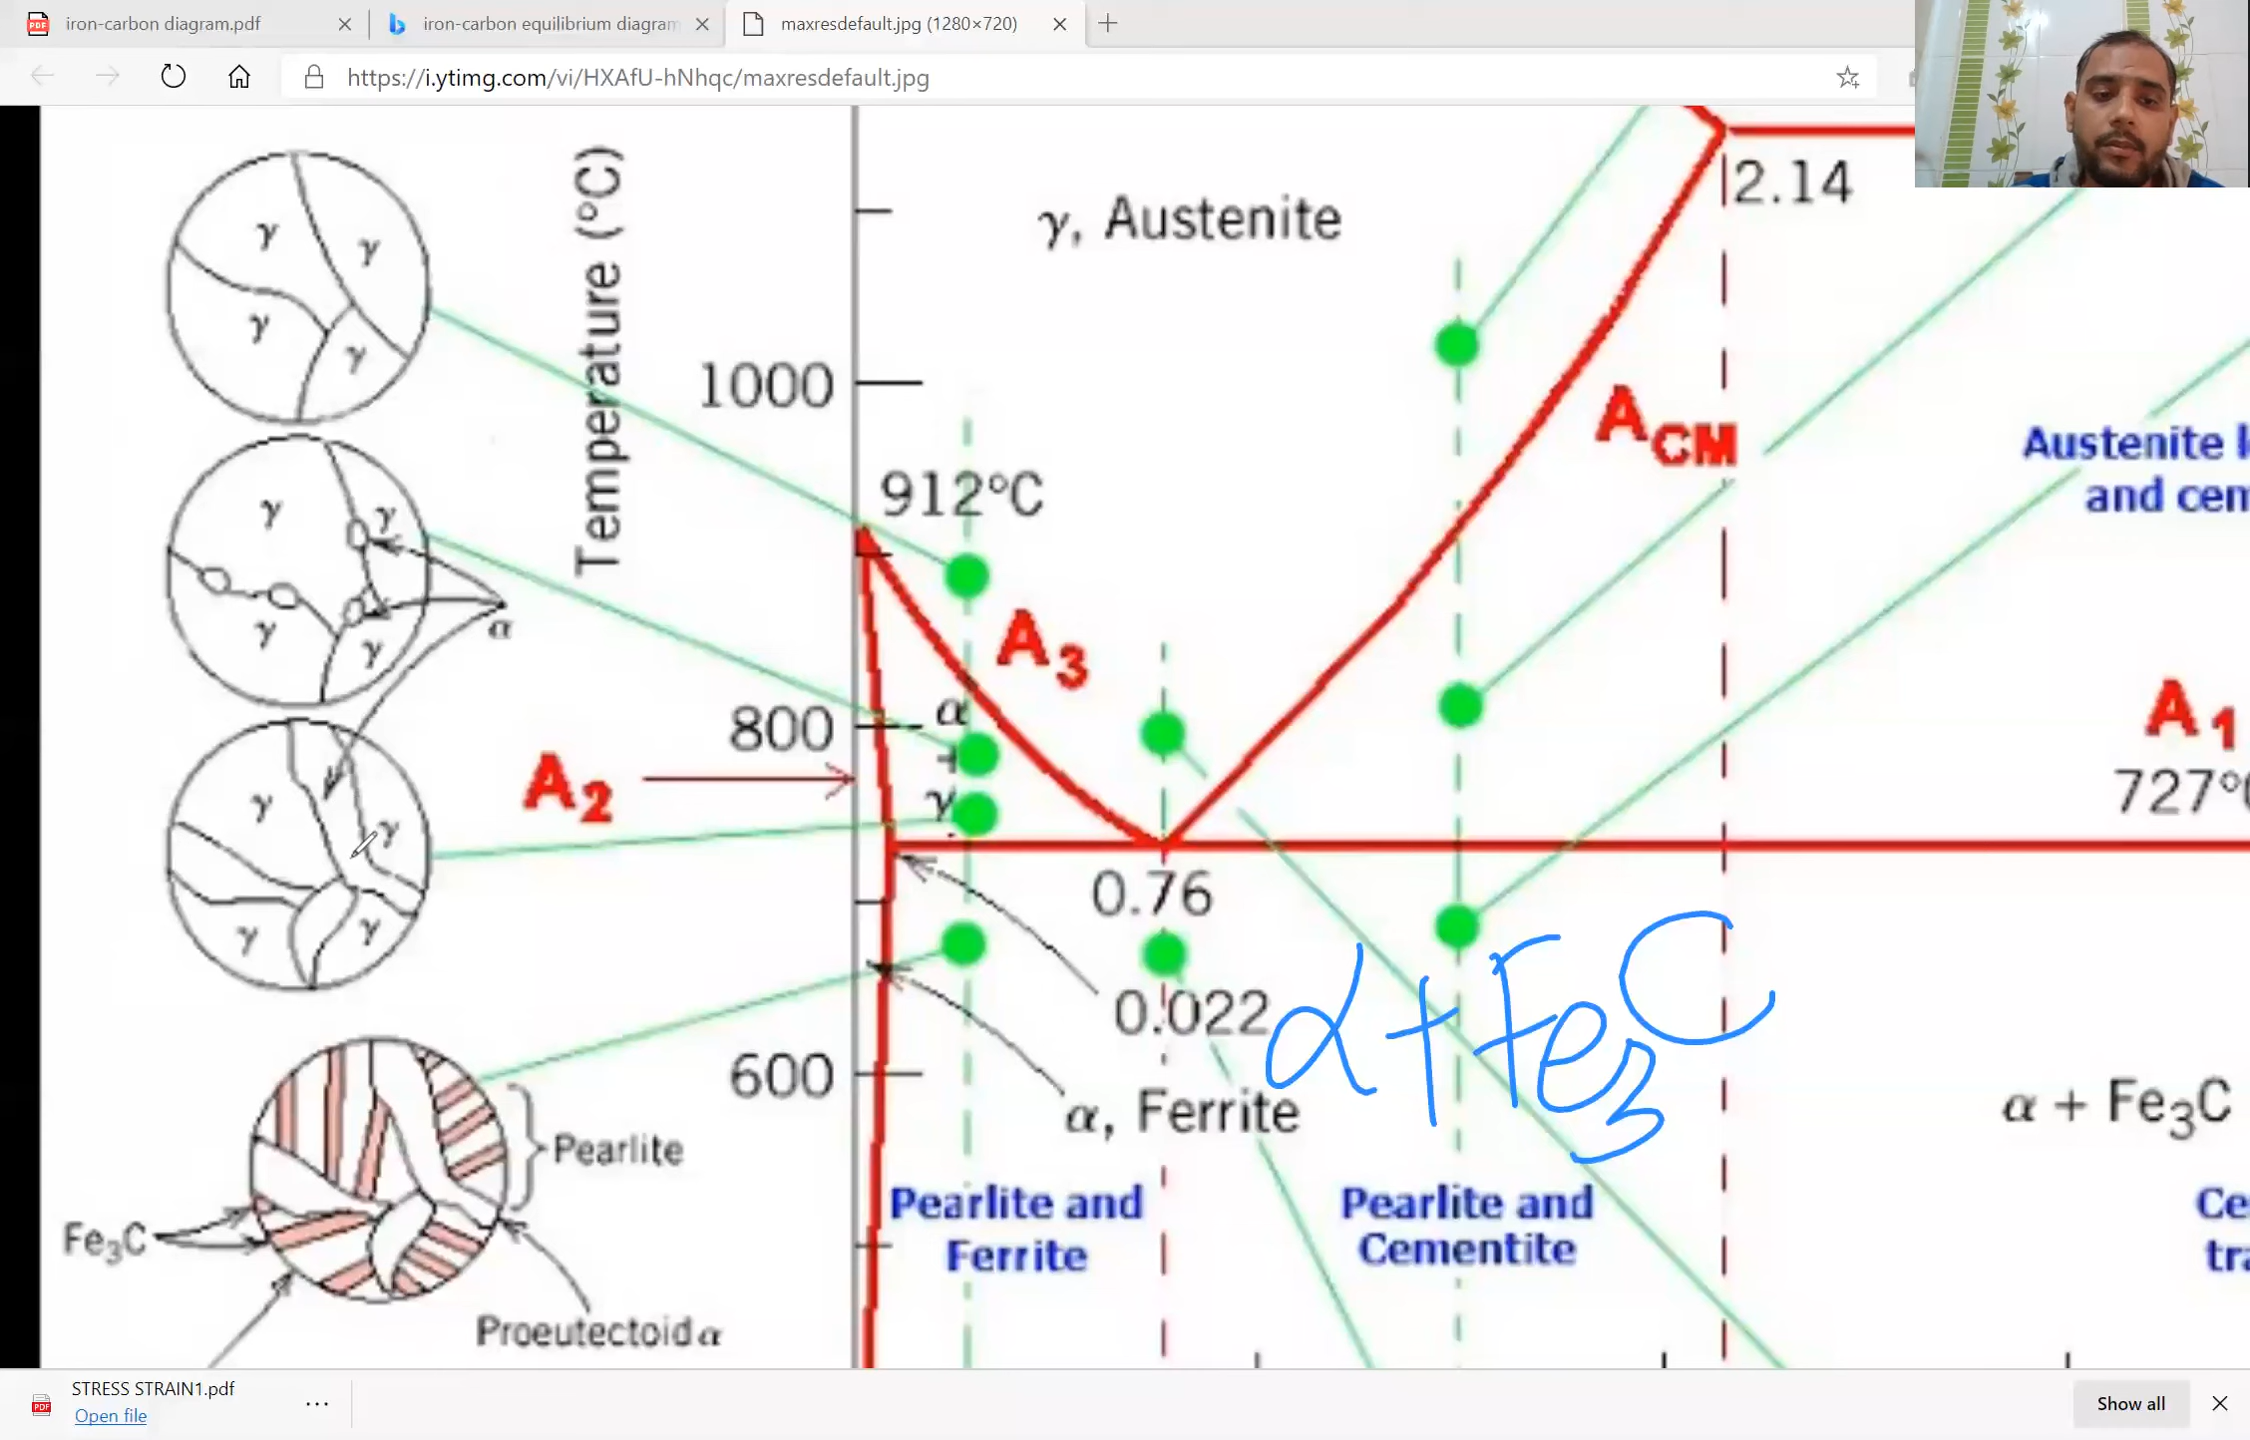 iron-carbon diagram.pdf
iron-carbon equilibrium diagram
maxresdefault.jpg (1280×720)
https://i.ytimg.com/vi/HXAfU-hNhqc/maxresdefault.jpg
Temperature (°C)
γ, Austenite
2.14
γ
γ
γ
γ
1000
A_CM
Austenite
and cem
912°C
γ
γ
γ
γ
α
A₃
800
α
+
γ
A₂
A₁
727°
γ
γ
γ
γ
0.76
0.022
α+Fe₃C
600
α, Ferrite
α + Fe₃C
Pearlite
Fe₃C
Proeutectoid α
Pearlite and
Ferrite
Pearlite and
Cementite
Ce
tra
STRESS STRAIN1.pdf
Open file
Show all